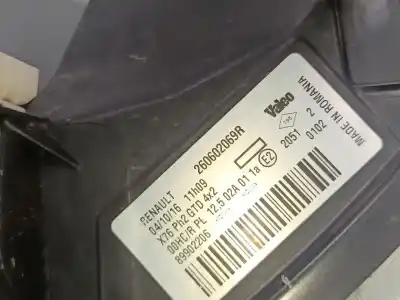 RENAULT 260602069R
04/10/16 11h09
X76 Ph2 GTD 4x2
00HC/R PL 12.5 02A 01 1a E2
89902206
Valeo
2051 2
0102
MADE IN ROMANIA